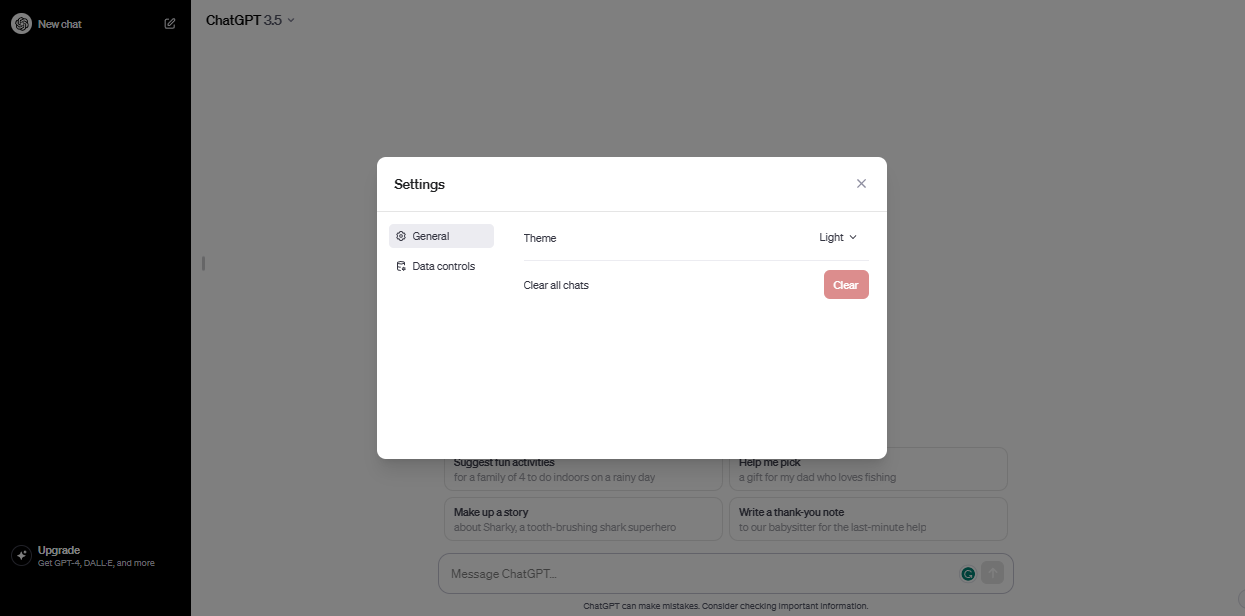 New chat
ChatGPT 3.5
Settings
General
Data controls
Theme
Light
Clear all chats
Clear
Suggest fun activities
for a family of 4 to do indoors on a rainy day
Help me pick
a gift for my dad who loves fishing
Make up a story
about Sharky, a tooth-brushing shark superhero
Write a thank-you note
to our babysitter for the last-minute help
Upgrade
Get GPT-4, DALL·E, and more
Message ChatGPT...
ChatGPT can make mistakes. Consider checking important information.